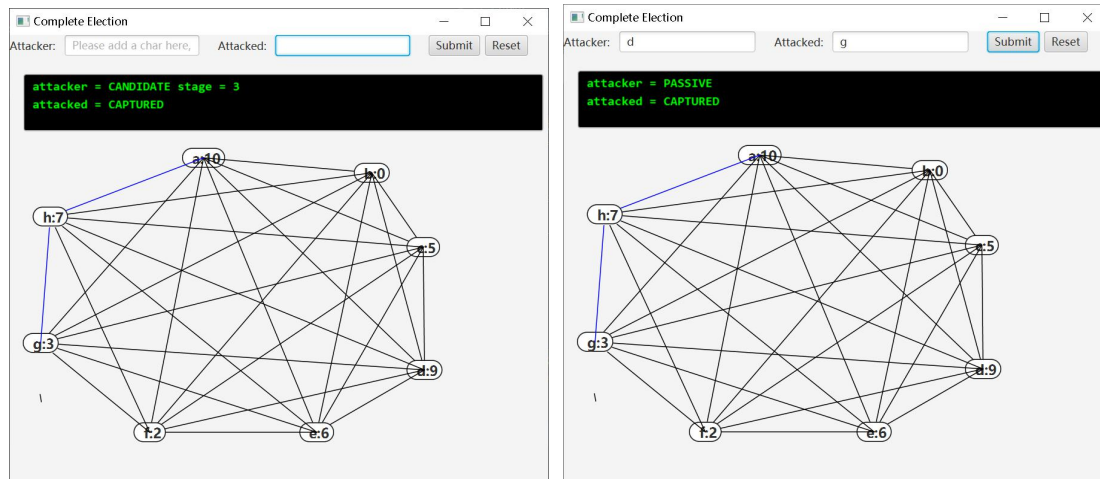 Complete Election
Attacker: Please add a char here, Attacked: Submit Reset
attacker = CANDIDATE stage = 3
attacked = CAPTURED
a:10
b:0
h:7
c:5
g:3
d:9
f:2
e:6
Complete Election
Attacker: d Attacked: g Submit Reset
attacker = PASSIVE
attacked = CAPTURED
a:10
b:0
h:7
c:5
g:3
d:9
f:2
e:6